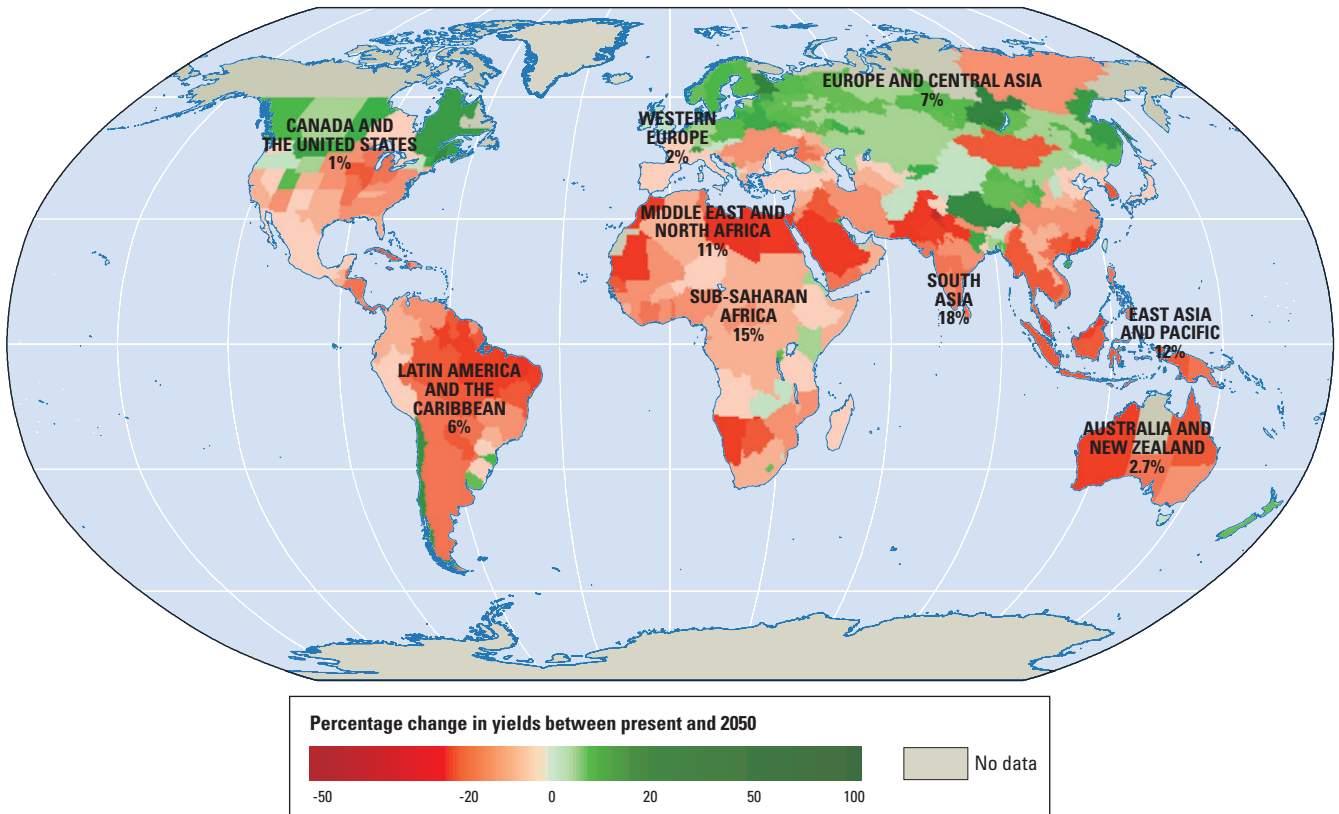 EUROPE AND CENTRAL ASIA
7%
WESTERN
EUROPE
2%
CANADA AND
THE UNITED STATES
1%
MIDDLE EAST AND
NORTH AFRICA
11%
SUB-SAHARAN
AFRICA
15%
SOUTH
ASIA
18%
EAST ASIA
AND PACIFIC
12%
LATIN AMERICA
AND THE
CARIBBEAN
6%
AUSTRALIA AND
NEW ZEALAND
2.7%
Percentage change in yields between present and 2050
No data
-50 -20 0 20 50 100